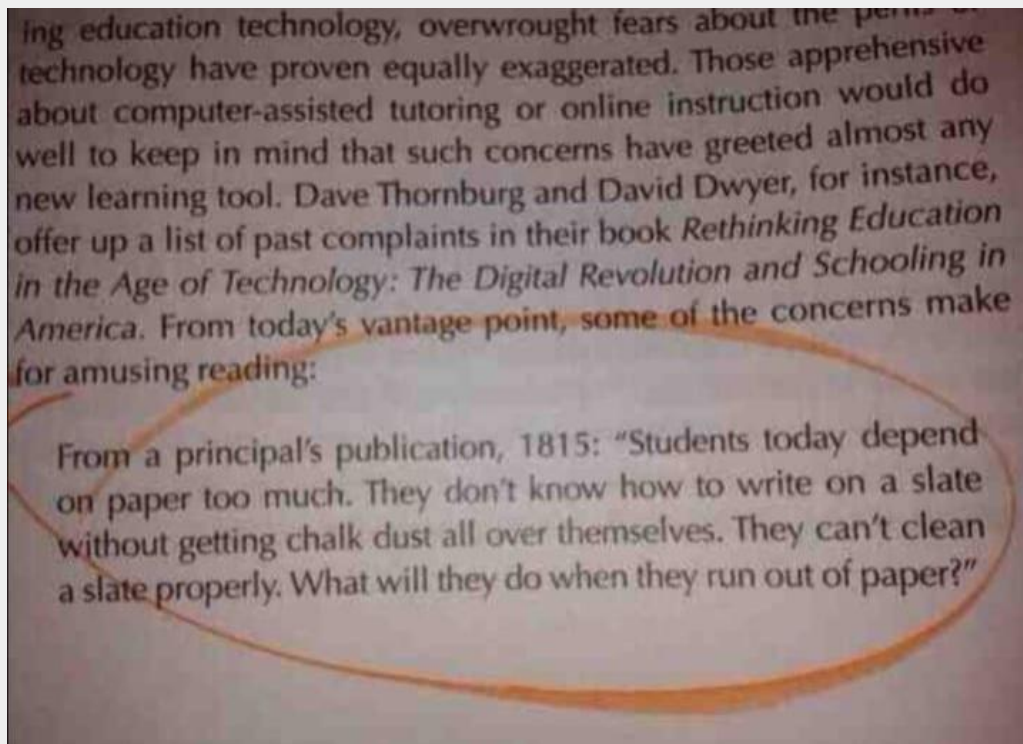 ing education technology, overwrought fears about the perils of
technology have proven equally exaggerated. Those apprehensive
about computer-assisted tutoring or online instruction would do
well to keep in mind that such concerns have greeted almost any
new learning tool. Dave Thornburg and David Dwyer, for instance,
offer up a list of past complaints in their book Rethinking Education
in the Age of Technology: The Digital Revolution and Schooling in
America. From today's vantage point, some of the concerns make
for amusing reading:
From a principal's publication, 1815: “Students today depend
on paper too much. They don't know how to write on a slate
without getting chalk dust all over themselves. They can't clean
a slate properly. What will they do when they run out of paper?”